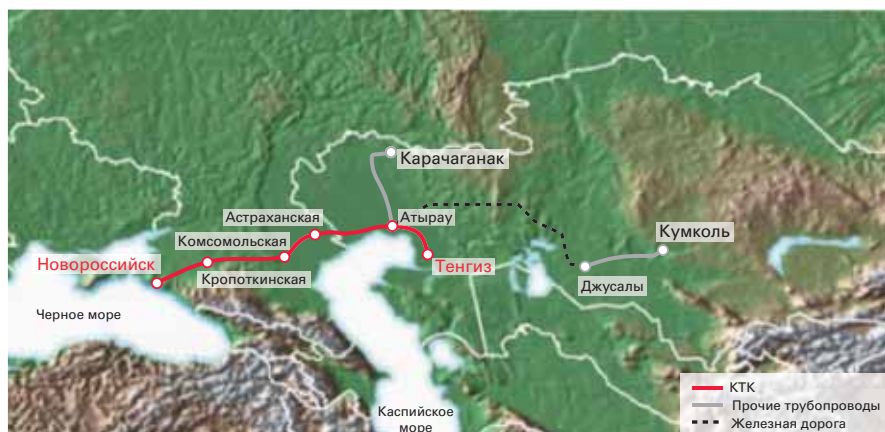 Карачаганак
Астраханская
Атырау
Кумколь
Комсомольская
Новороссийск
Тенгиз
Кропоткинская
Джусалы
Черное море
КТК
Прочие трубопроводы
Каспийское
море
Железная дорога